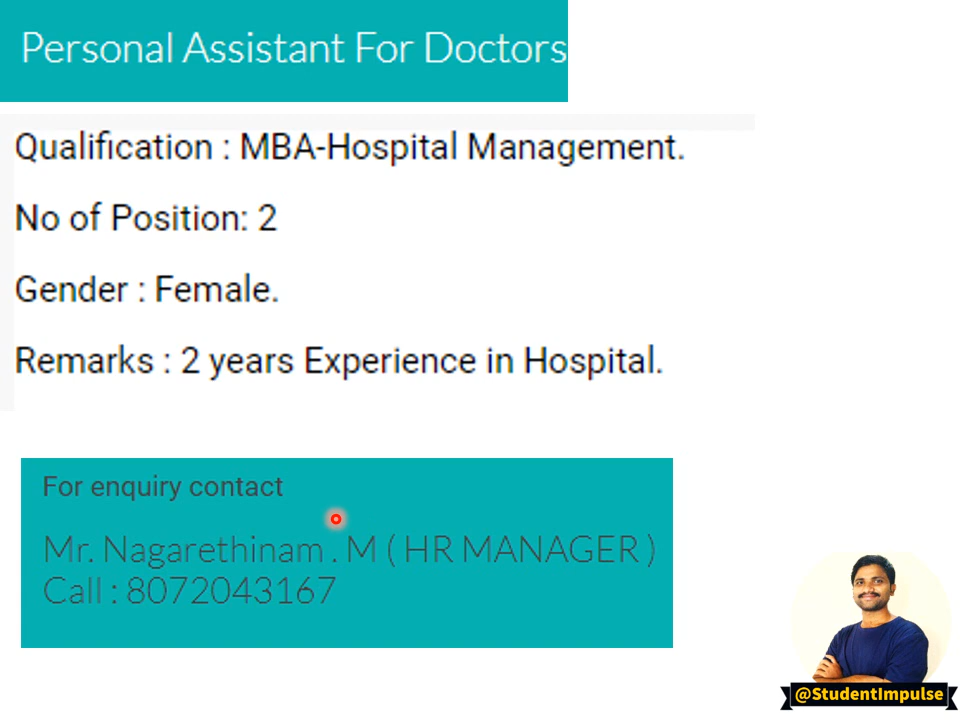 Personal Assistant For Doctors
Qualification : MBA-Hospital Management.
No of Position: 2
Gender : Female.
Remarks : 2 years Experience in Hospital.
For enquiry contact
Mr. Nagarethinam . M ( HR MANAGER )
Call : 8072043167
@StudentImpulse